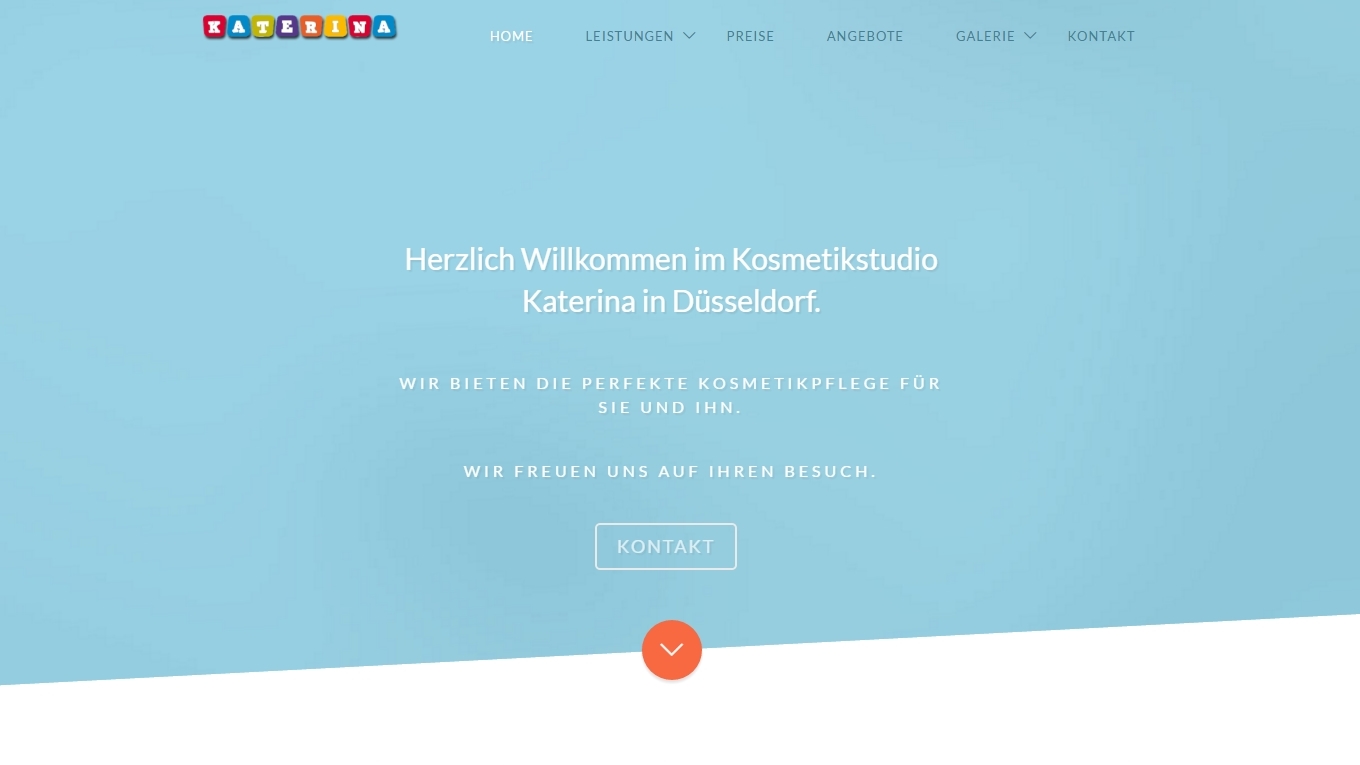 KATERINA
HOME LEISTUNGEN PREISE ANGEBOTE GALERIE KONTAKT
Herzlich Willkommen im Kosmetikstudio
Katerina in Düsseldorf.
WIR BIETEN DIE PERFEKTE KOSMETIKPFLEGE FÜR
SIE UND IHN.
WIR FREUEN UNS AUF IHREN BESUCH.
KONTAKT